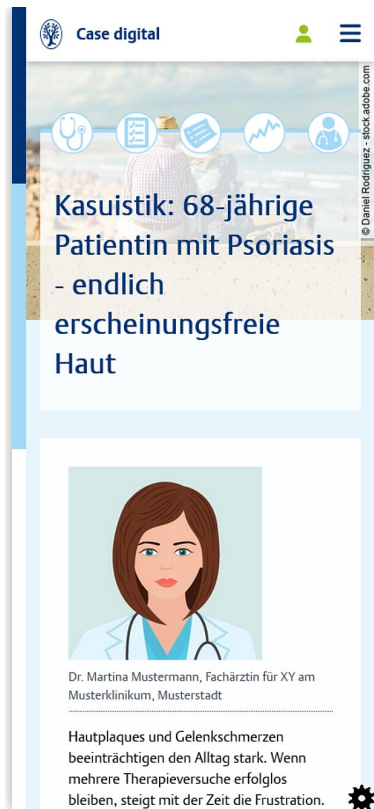 Case digital
© Daniel Rodriguez - stock.adobe.com
Kasuistik: 68-jährige
Patientin mit Psoriasis
- endlich
erscheinungsfreie
Haut
Dr. Martina Mustermann, Fachärztin für XY am
Musterklinikum, Musterstadt
Hautplaques und Gelenkschmerzen
beeinträchtigen den Alltag stark. Wenn
mehrere Therapieversuche erfolglos
bleiben, steigt mit der Zeit die Frustration.